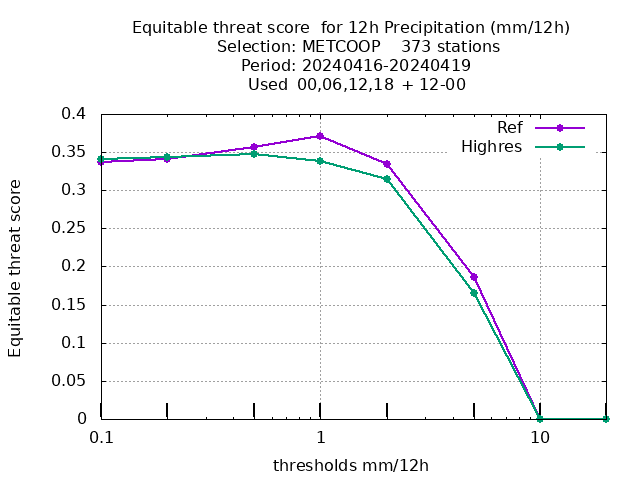 Equitable threat score  for 12h Precipitation (mm/12h)
Selection: METCOOP    373 stations
Period: 20240416-20240419
Used  00,06,12,18  + 12-00
Ref
Highres
Equitable threat score
0.4
0.35
0.3
0.25
0.2
0.15
0.1
0.05
0
0.1
1
10
thresholds mm/12h